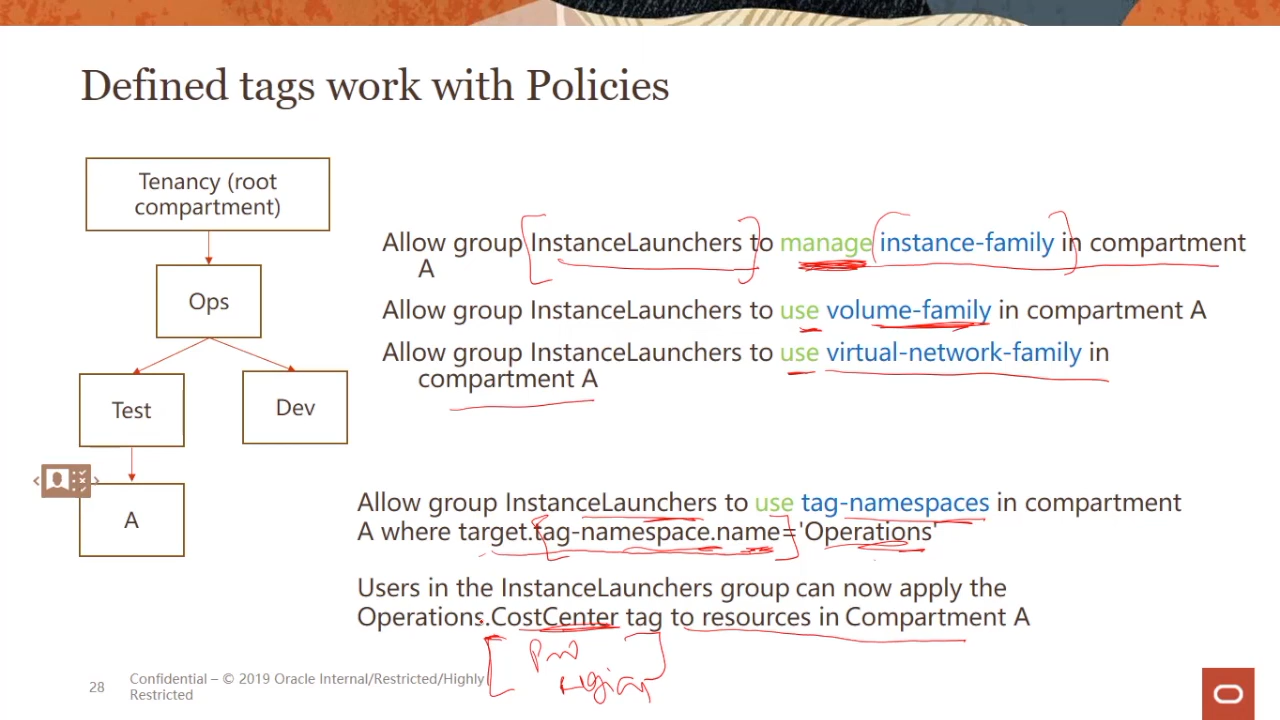 Defined tags work with Policies
Tenancy (root
compartment)
Ops
Test
Dev
A
Allow group InstanceLaunchers to manage instance-family in compartment
A
Allow group InstanceLaunchers to use volume-family in compartment A
Allow group InstanceLaunchers to use virtual-network-family in
compartment A
Allow group InstanceLaunchers to use tag-namespaces in compartment
A where target.tag-namespace.name='Operations'
Users in the InstanceLaunchers group can now apply the
Operations.CostCenter tag to resources in Compartment A
region
28
Confidential – © 2019 Oracle Internal/Restricted/Highly
Restricted